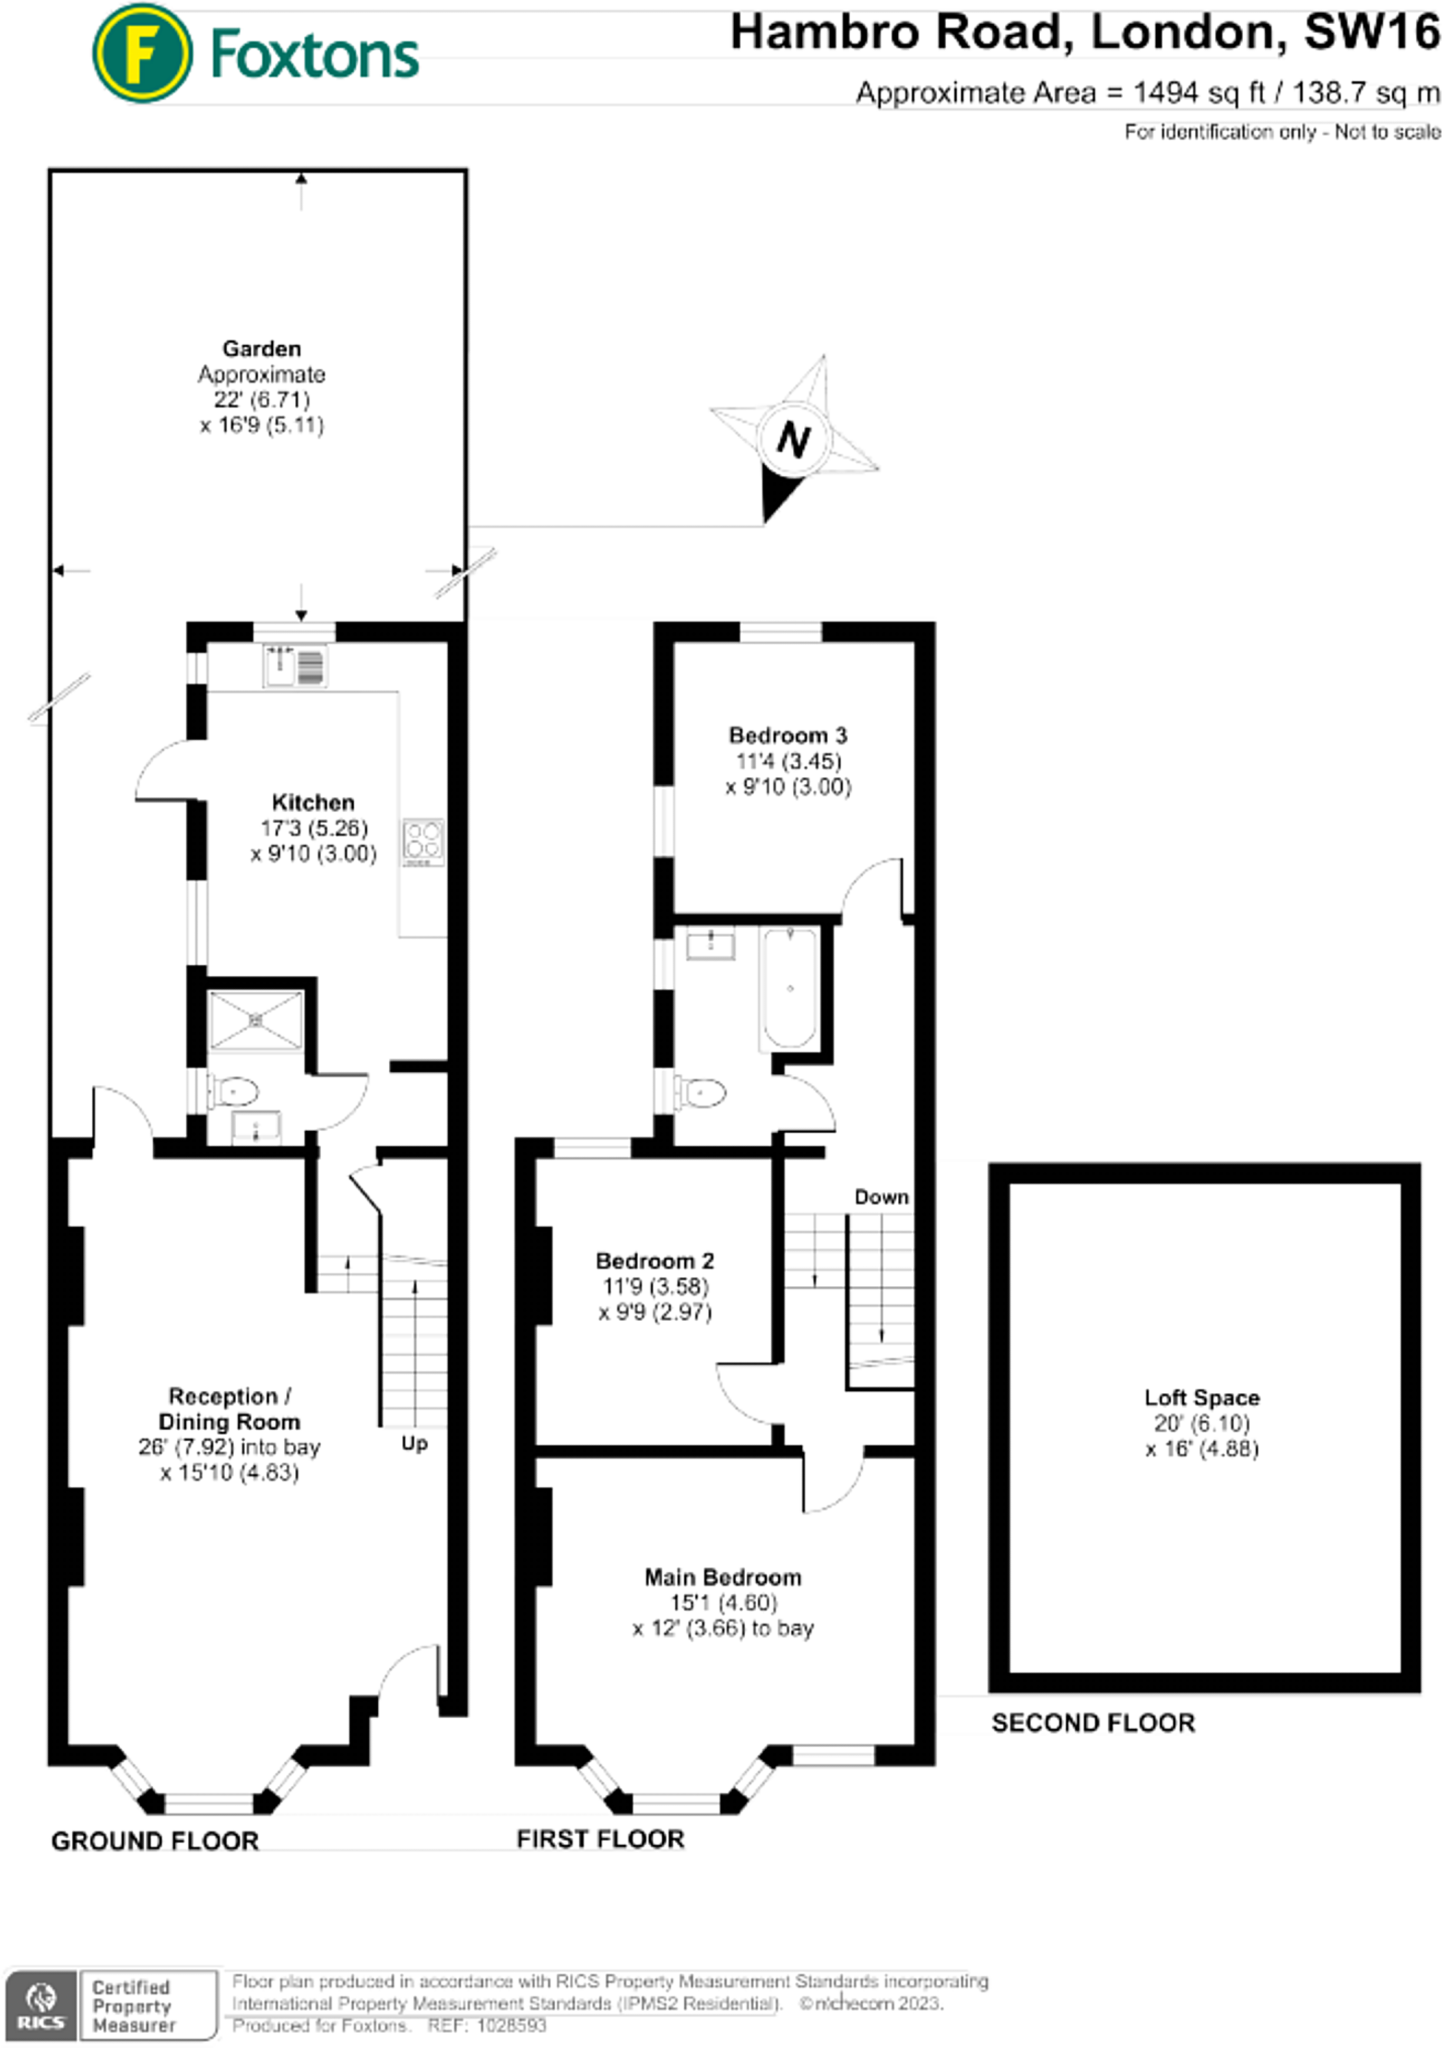 F Foxtons
Hambro Road, London, SW16
Approximate Area = 1494 sq ft / 138.7 sq m
For identification only - Not to scale
Garden
Approximate
22' (6.71)
x 16'9 (5.11)
N
Kitchen
17'3 (5.26)
x 9'10 (3.00)
Bedroom 3
11'4 (3.45)
x 9'10 (3.00)
Down
Bedroom 2
11'9 (3.58)
x 9'9 (2.97)
Reception /
Dining Room
26' (7.92) into bay
x 15'10 (4.83)
Up
Loft Space
20' (6.10)
x 16' (4.88)
Main Bedroom
15'1 (4.60)
x 12' (3.66) to bay
SECOND FLOOR
GROUND FLOOR
FIRST FLOOR
RICS
Certified
Property
Measurer
Floor plan produced in accordance with RICS Property Measurement Standards incorporating
International Property Measurement Standards (IPMS2 Residential). ©nichecom 2023.
Produced for Foxtons. REF: 1028593